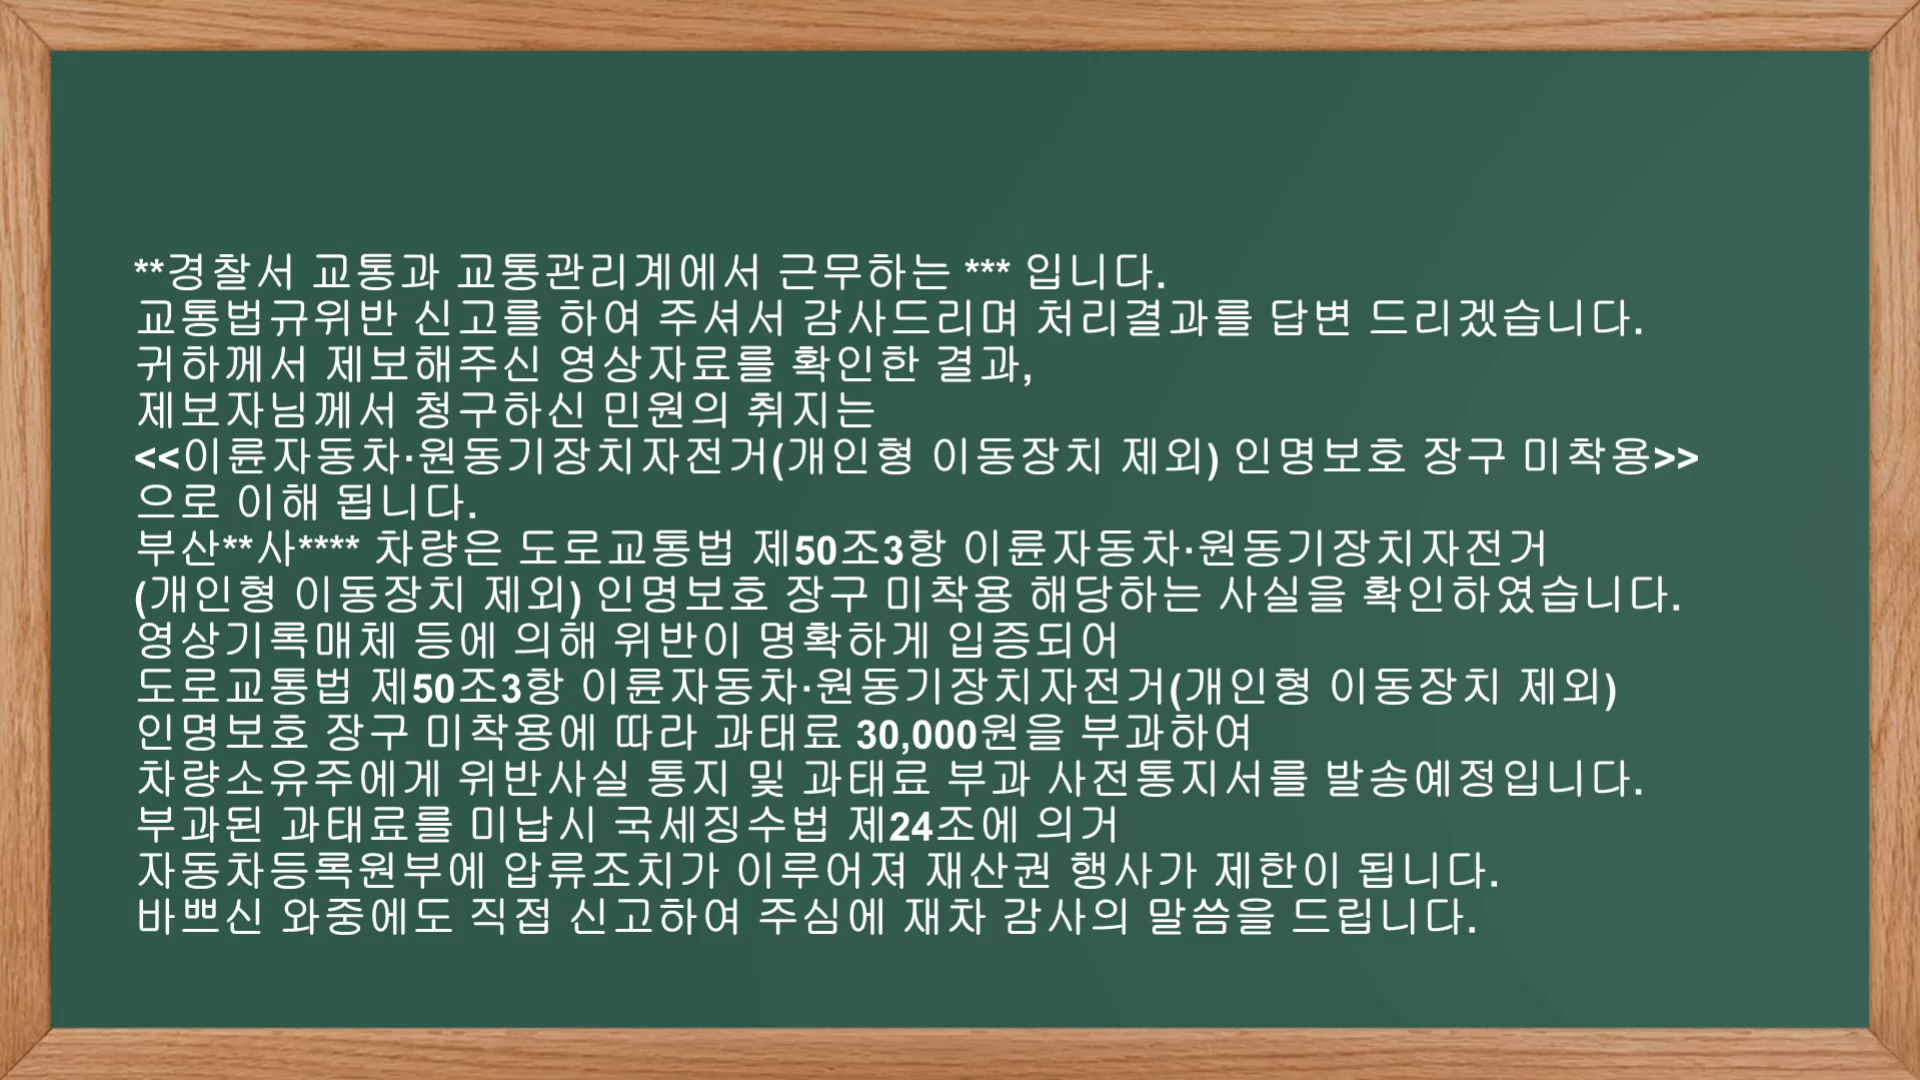 **경찰서 교통과 교통관리계에서 근무하는 *** 입니다.
교통법규위반 신고를 하여 주셔서 감사드리며 처리결과를 답변 드리겠습니다.
귀하께서 제보해주신 영상자료를 확인한 결과,
제보자님께서 청구하신 민원의 취지는
<<이륜자동차·원동기장치자전거(개인형 이동장치 제외) 인명보호 장구 미착용>>
으로 이해 됩니다.
부산**사**** 차량은 도로교통법 제50조3항 이륜자동차·원동기장치자전거
(개인형 이동장치 제외) 인명보호 장구 미착용 해당하는 사실을 확인하였습니다.
영상기록매체 등에 의해 위반이 명확하게 입증되어
도로교통법 제50조3항 이륜자동차·원동기장치자전거(개인형 이동장치 제외)
인명보호 장구 미착용에 따라 과태료 30,000원을 부과하여
차량소유주에게 위반사실 통지 및 과태료 부과 사전통지서를 발송예정입니다.
부과된 과태료를 미납시 국세징수법 제24조에 의거
자동차등록원부에 압류조치가 이루어져 재산권 행사가 제한이 됩니다.
바쁘신 와중에도 직접 신고하여 주심에 재차 감사의 말씀을 드립니다.